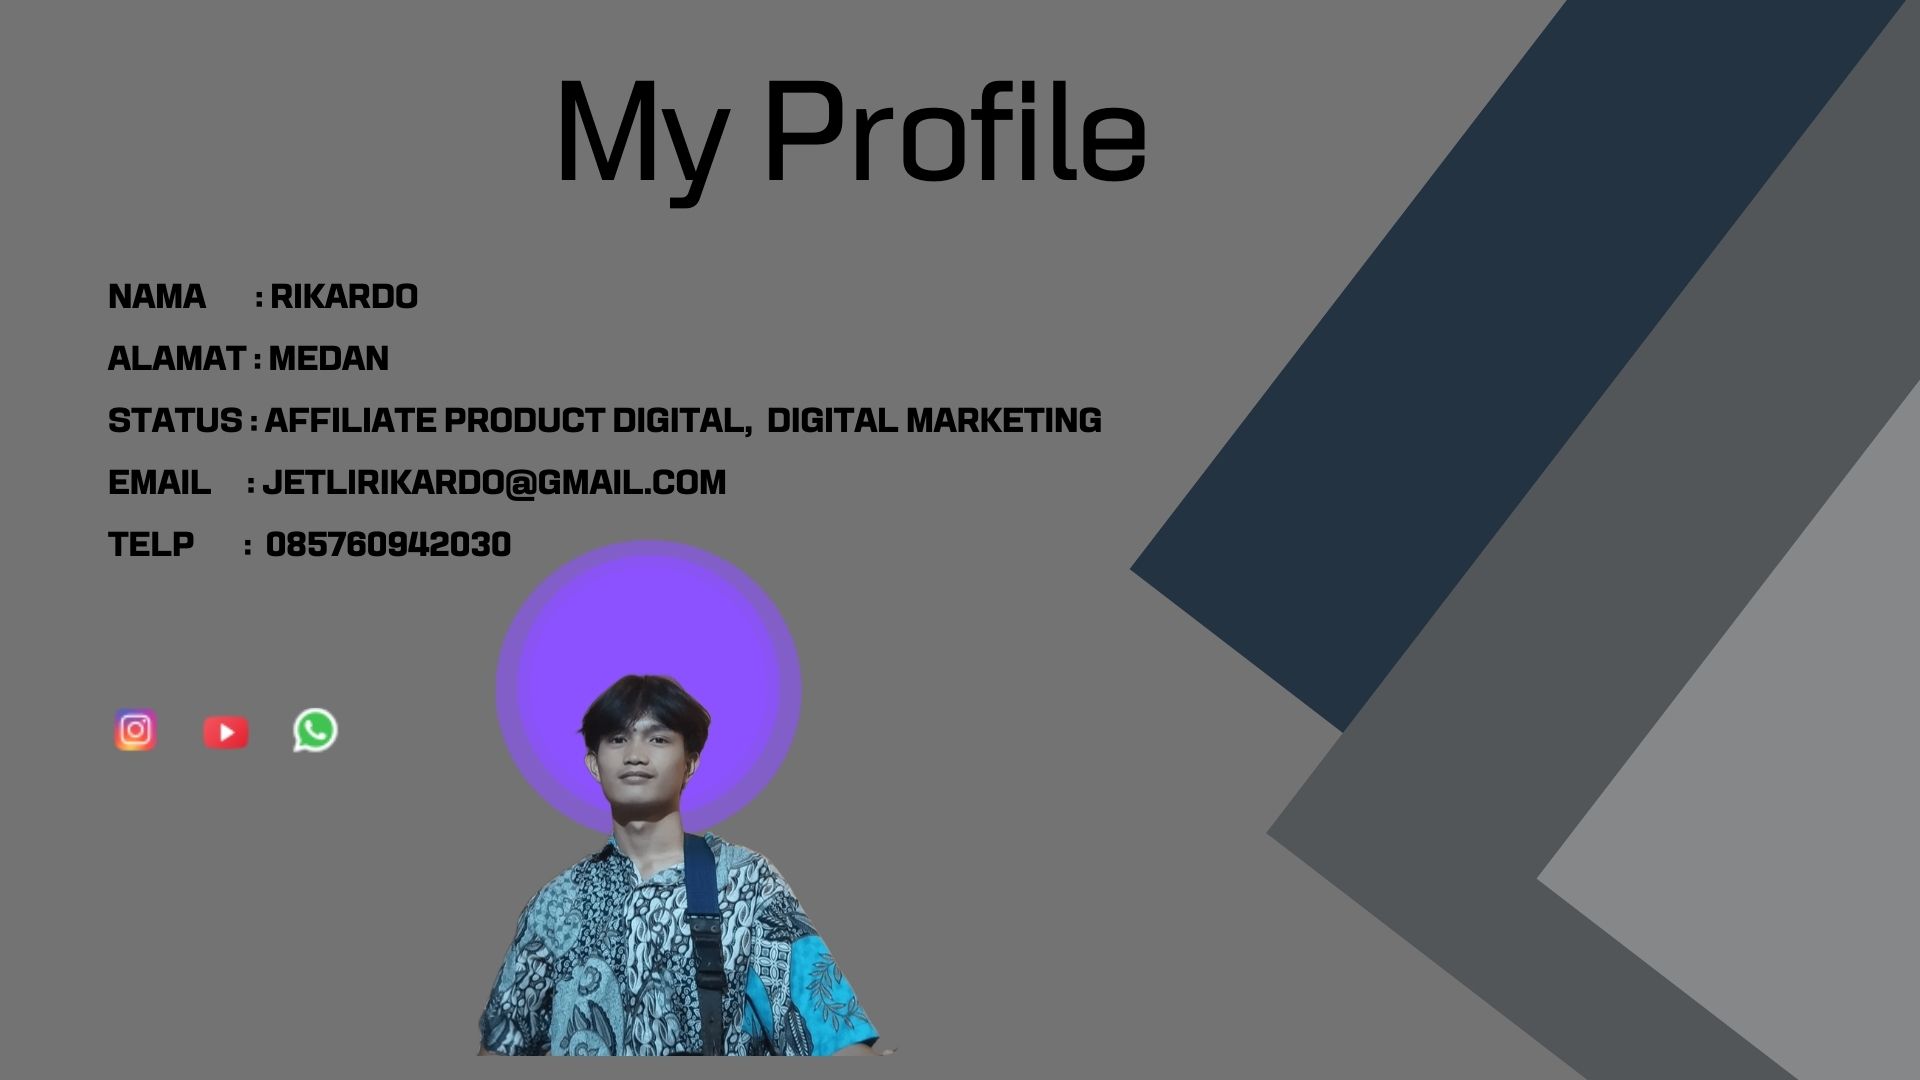 My Profile
NAMA : RIKARDO
ALAMAT : MEDAN
STATUS : AFFILIATE PRODUCT DIGITAL, DIGITAL MARKETING
EMAIL : JETLIRIKARDO@GMAIL.COM
TELP : 085760942030